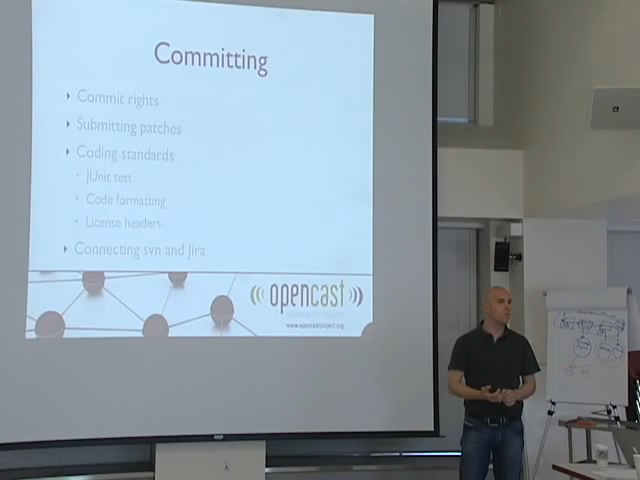 Committing
Commit rights
Submitting patches
Coding standards
JUnit test
Code formatting
License headers
Connecting svn and Jira
opencast
www.opencastproject.org